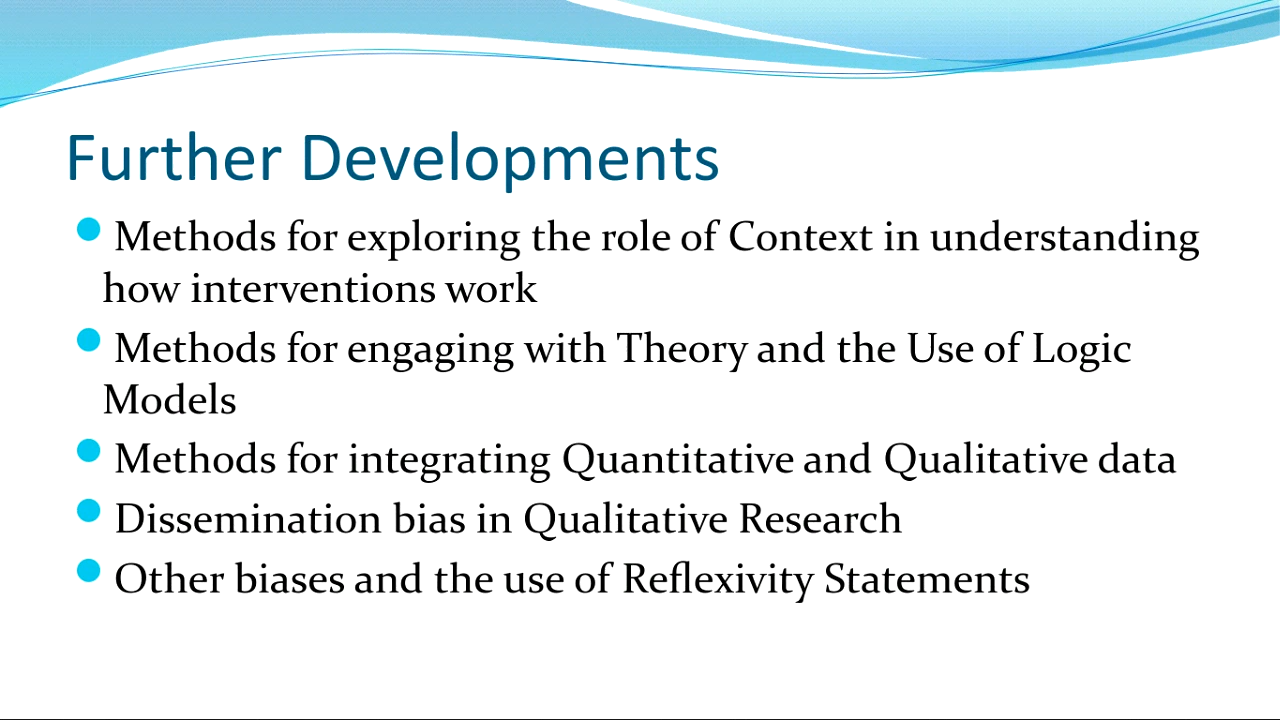 Further Developments
Methods for exploring the role of Context in understanding
how interventions work
Methods for engaging with Theory and the Use of Logic
Models
Methods for integrating Quantitative and Qualitative data
Dissemination bias in Qualitative Research
Other biases and the use of Reflexivity Statements